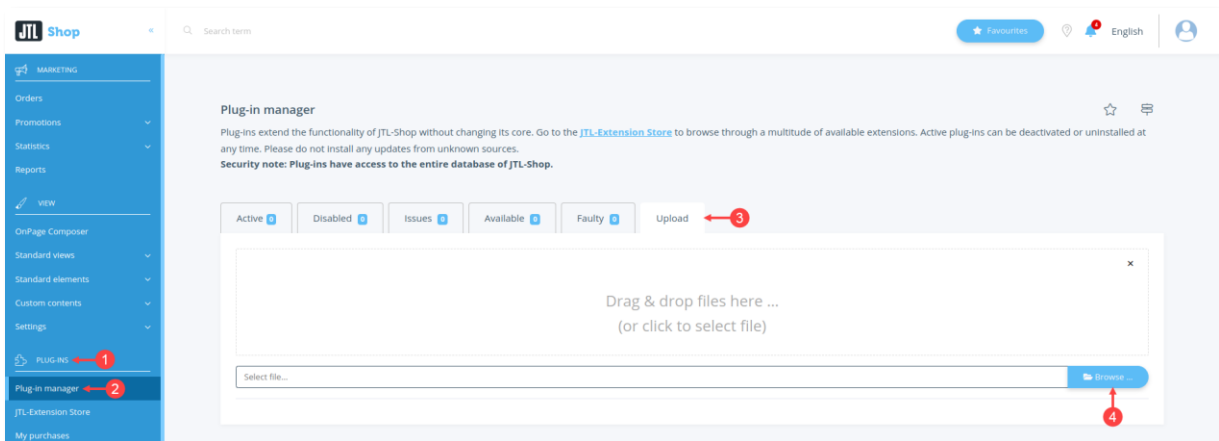 JTL Shop
«
Search term
Favourites
English
MARKETING
Orders
Promotions
Statistics
Reports
VIEW
OnPage Composer
Standard views
Standard elements
Custom contents
Settings
PLUG-INS
1
Plug-in manager
2
JTL-Extension Store
My purchases
Plug-in manager
Plug-ins extend the functionality of JTL-Shop without changing its core. Go to the JTL-Extension Store to browse through a multitude of available extensions. Active plug-ins can be deactivated or uninstalled at
any time. Please do not install any updates from unknown sources.
Security note: Plug-ins have access to the entire database of JTL-Shop.
Active 0 Disabled 0 Issues 0 Available 0 Faulty 0 Upload 3
×
Drag & drop files here ...
(or click to select file)
Select file... Browse ...
4